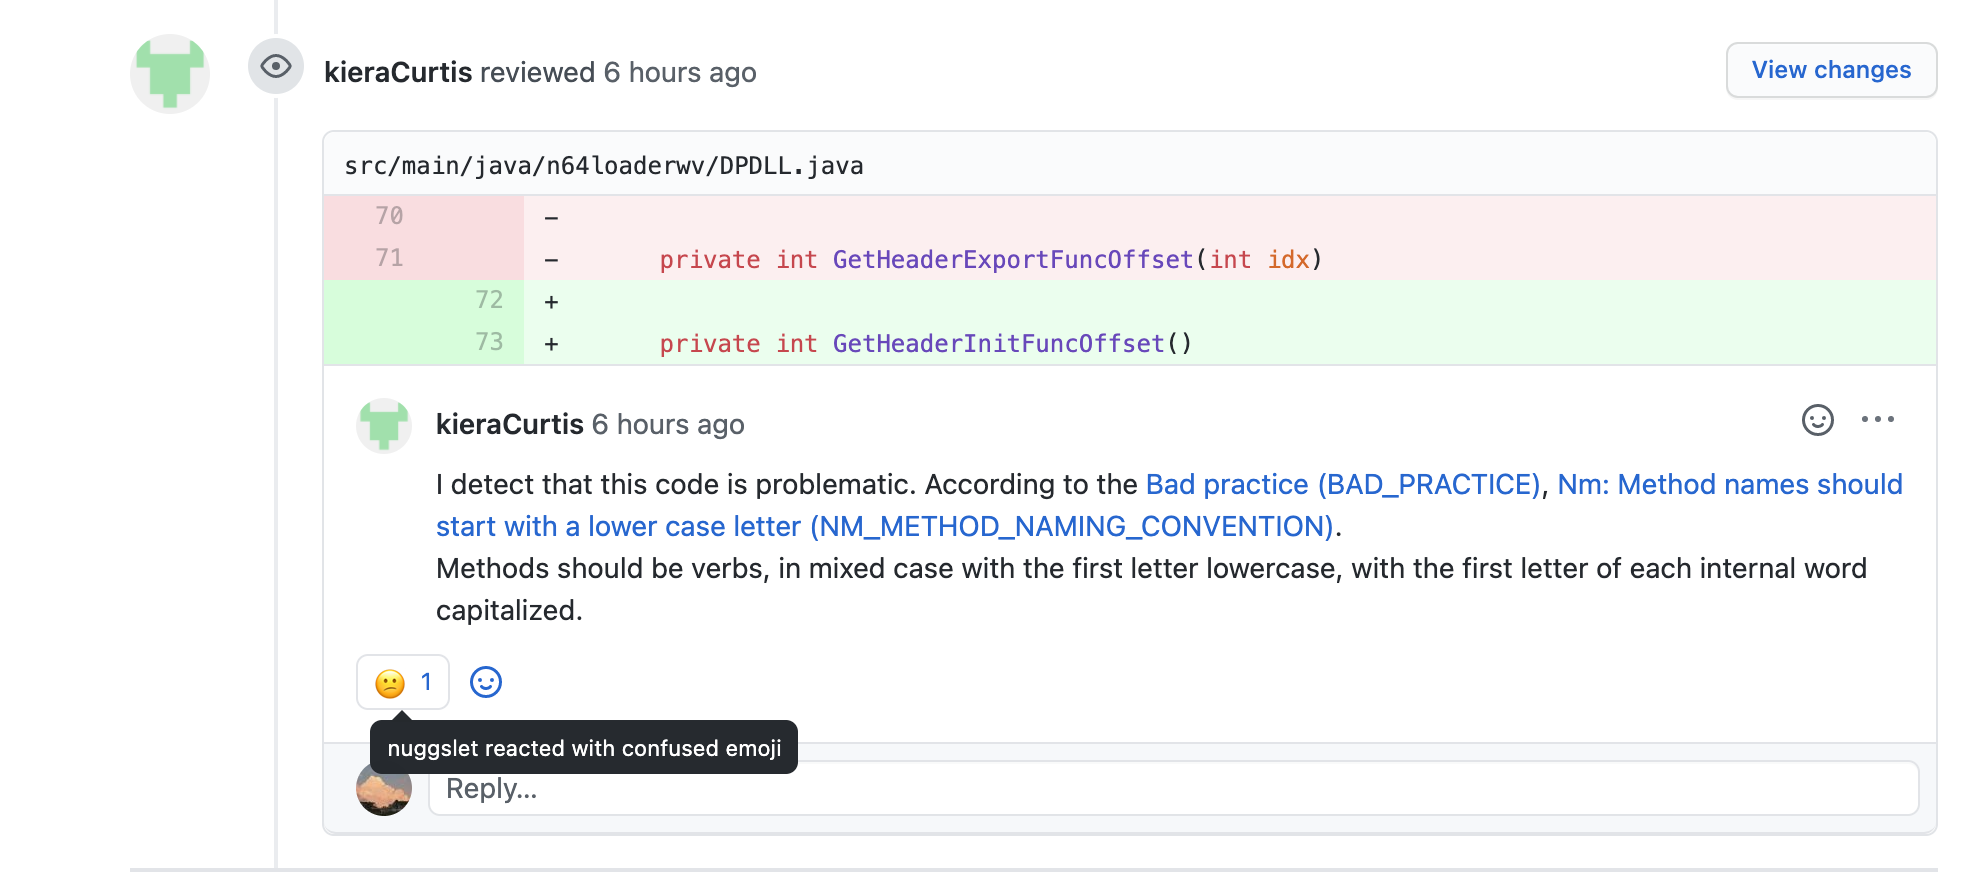 kieraCurtis reviewed 6 hours ago
View changes
src/main/java/n64loaderwv/DPDLL.java
70 -
71 - private int GetHeaderExportFuncOffset(int idx)
72 +
73 + private int GetHeaderInitFuncOffset()
kieraCurtis 6 hours ago
I detect that this code is problematic. According to the Bad practice (BAD_PRACTICE), Nm: Method names should
start with a lower case letter (NM_METHOD_NAMING_CONVENTION).
Methods should be verbs, in mixed case with the first letter lowercase, with the first letter of each internal word
capitalized.
1
nuggslet reacted with confused emoji
Reply...